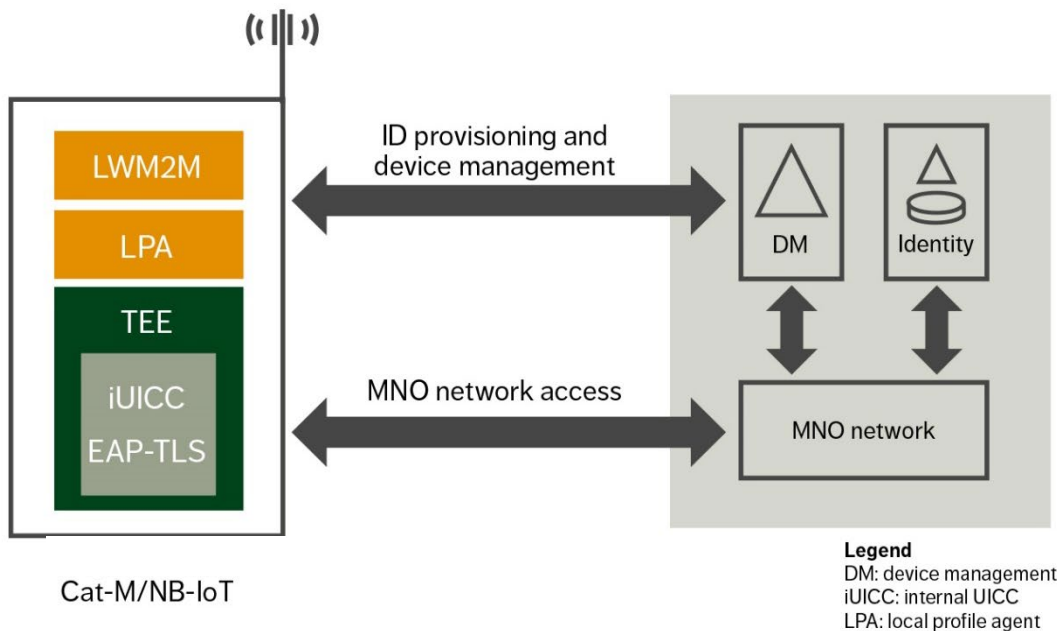 LWM2M
LPA
TEE
iUICC
EAP-TLS
Cat-M/NB-IoT
ID provisioning and
device management
MNO network access
DM
Identity
MNO network
Legend
DM: device management
iUICC: internal UICC
LPA: local profile agent